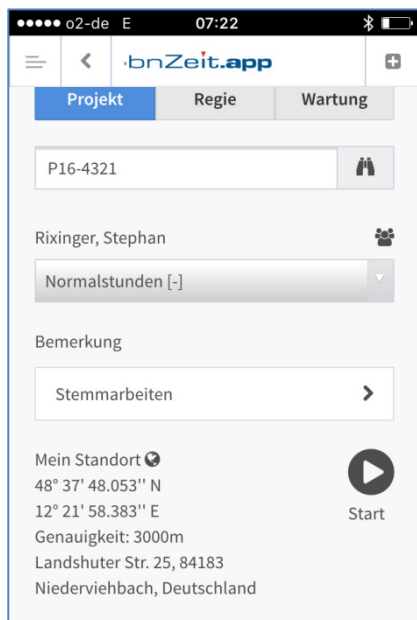 o2-de E 07:22
bnZeit.app
Projekt Regie Wartung
P16-4321
Rixinger, Stephan
Normalstunden [-]
Bemerkung
Stemmarbeiten
Mein Standort
48° 37' 48.053'' N
12° 21' 58.383'' E
Start
Genauigkeit: 3000m
Landshuter Str. 25, 84183
Niederviehbach, Deutschland